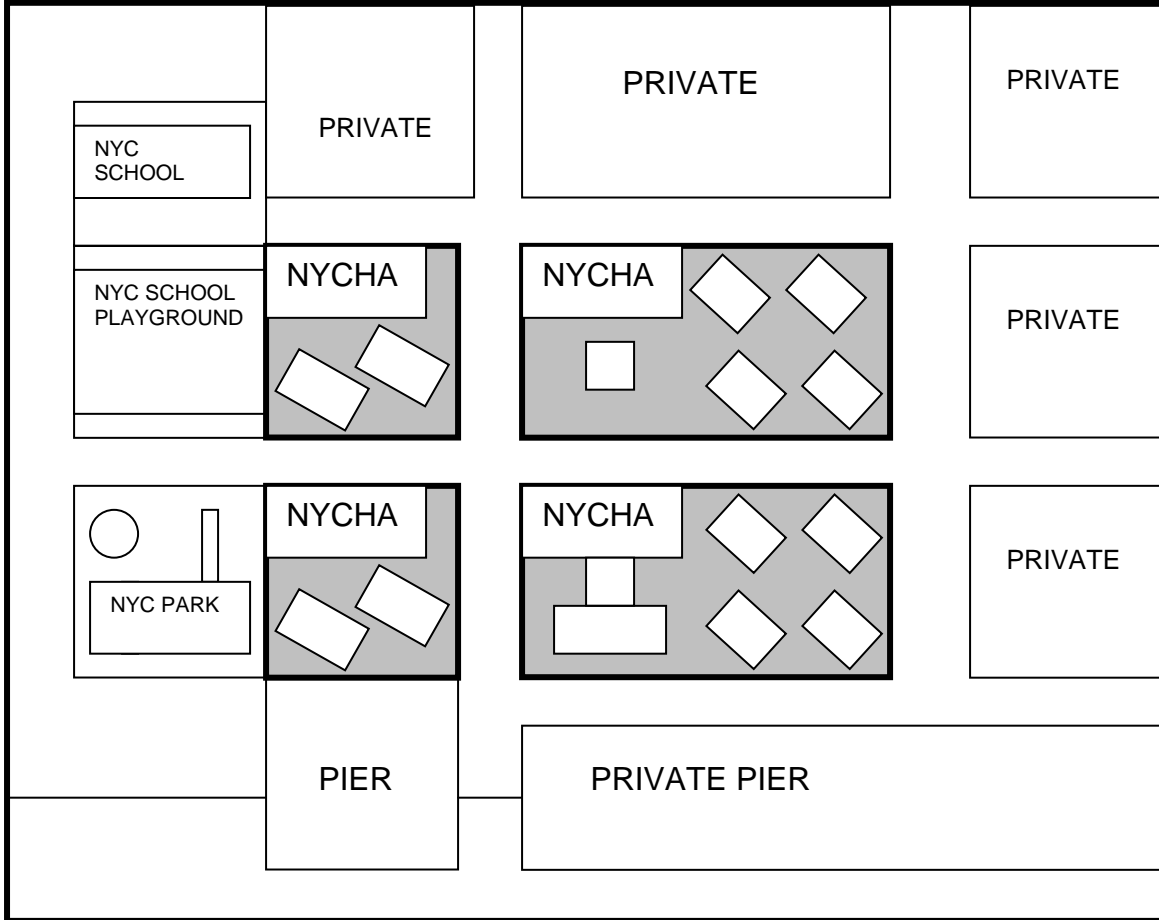 PRIVATE
PRIVATE
PRIVATE
NYC
SCHOOL
NYCHA
NYCHA
NYC SCHOOL
PLAYGROUND
PRIVATE
NYCHA
NYCHA
PRIVATE
NYC PARK
PIER
PRIVATE PIER